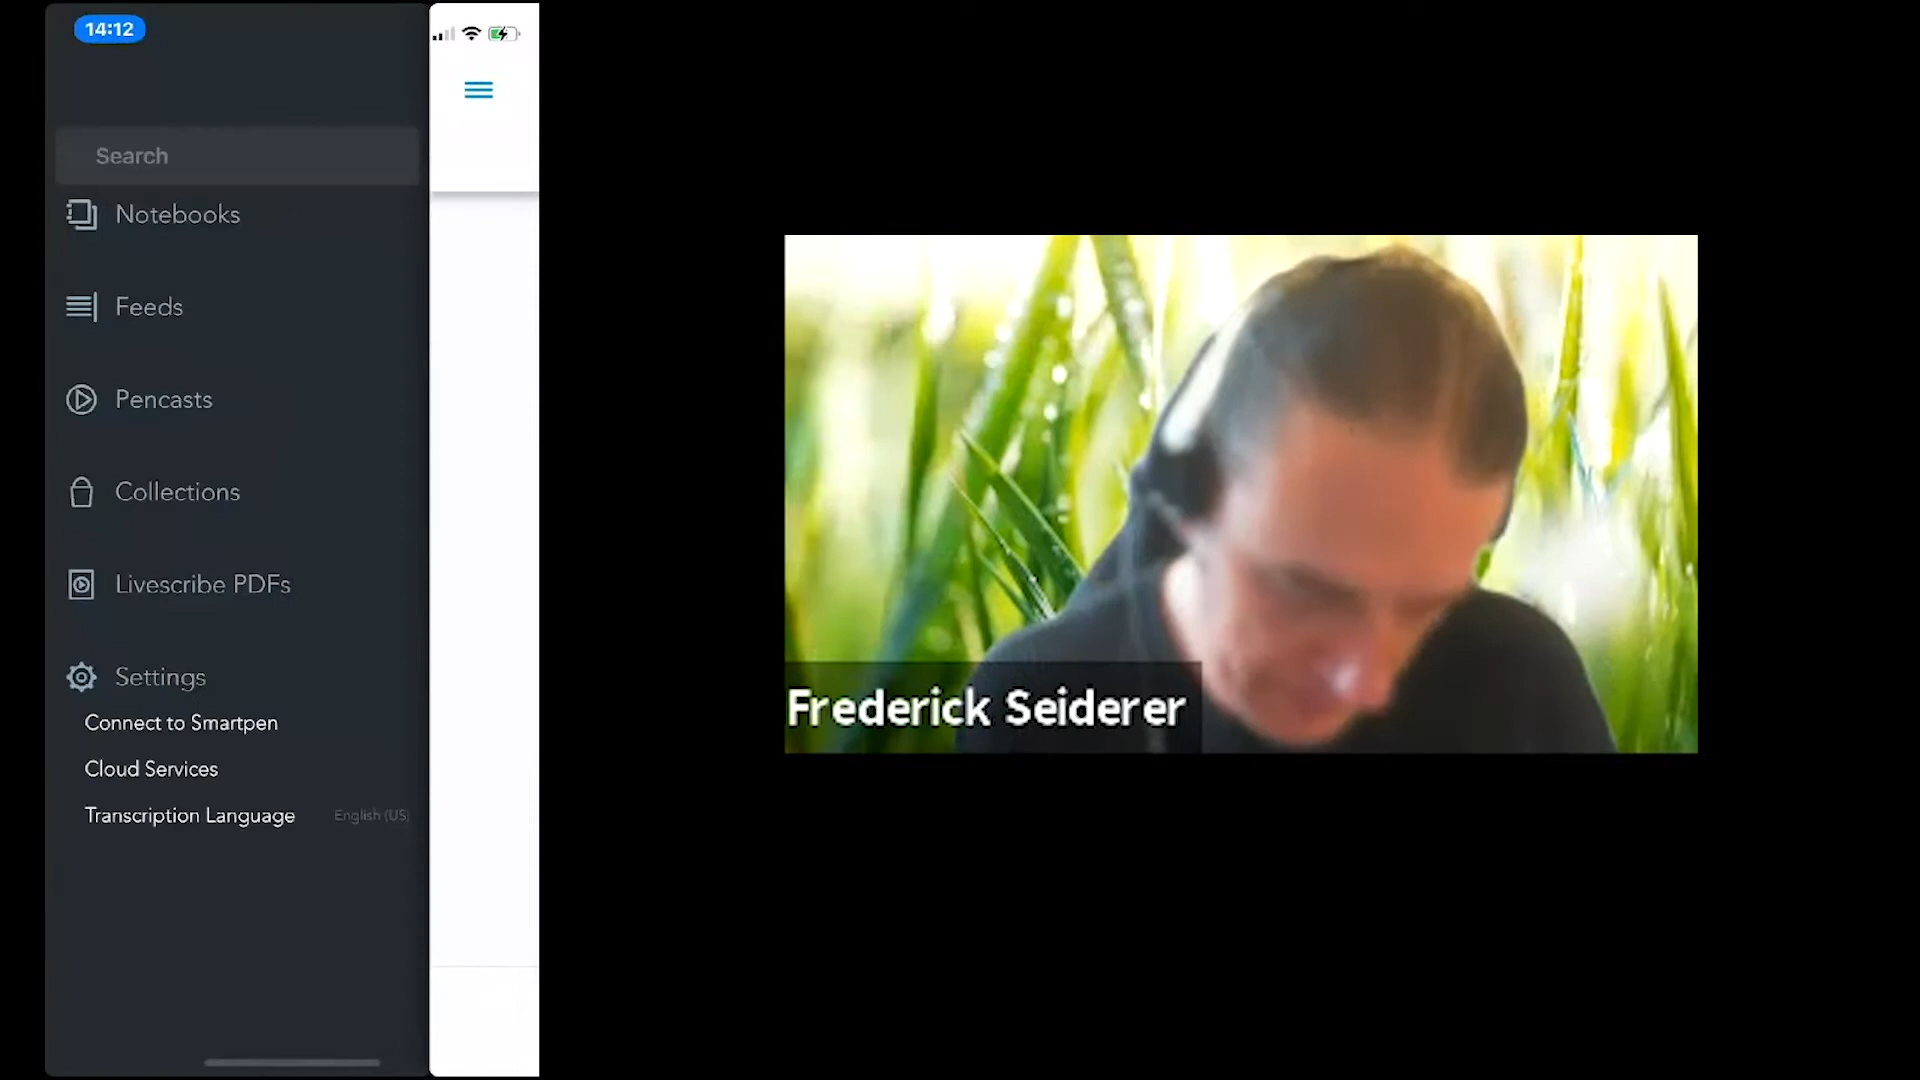 14:12
Search
Notebooks
Feeds
Pencasts
Collections
Livescribe PDFs
Settings
Connect to Smartpen
Cloud Services
Transcription Language English (US)
Frederick Seiderer